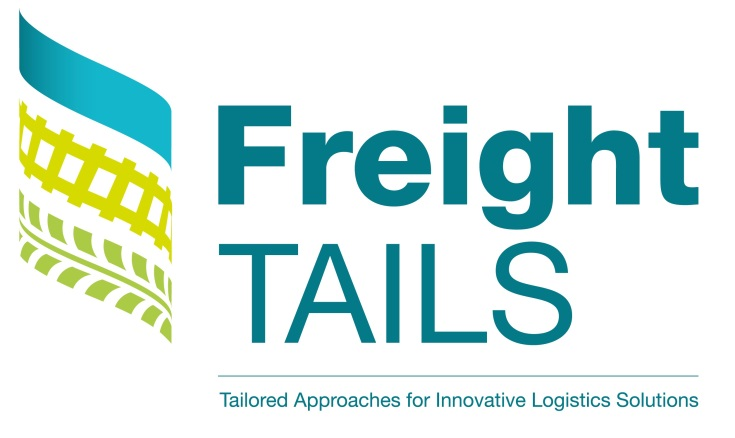 Freight
TAILS
Tailored Approaches for Innovative Logistics Solutions